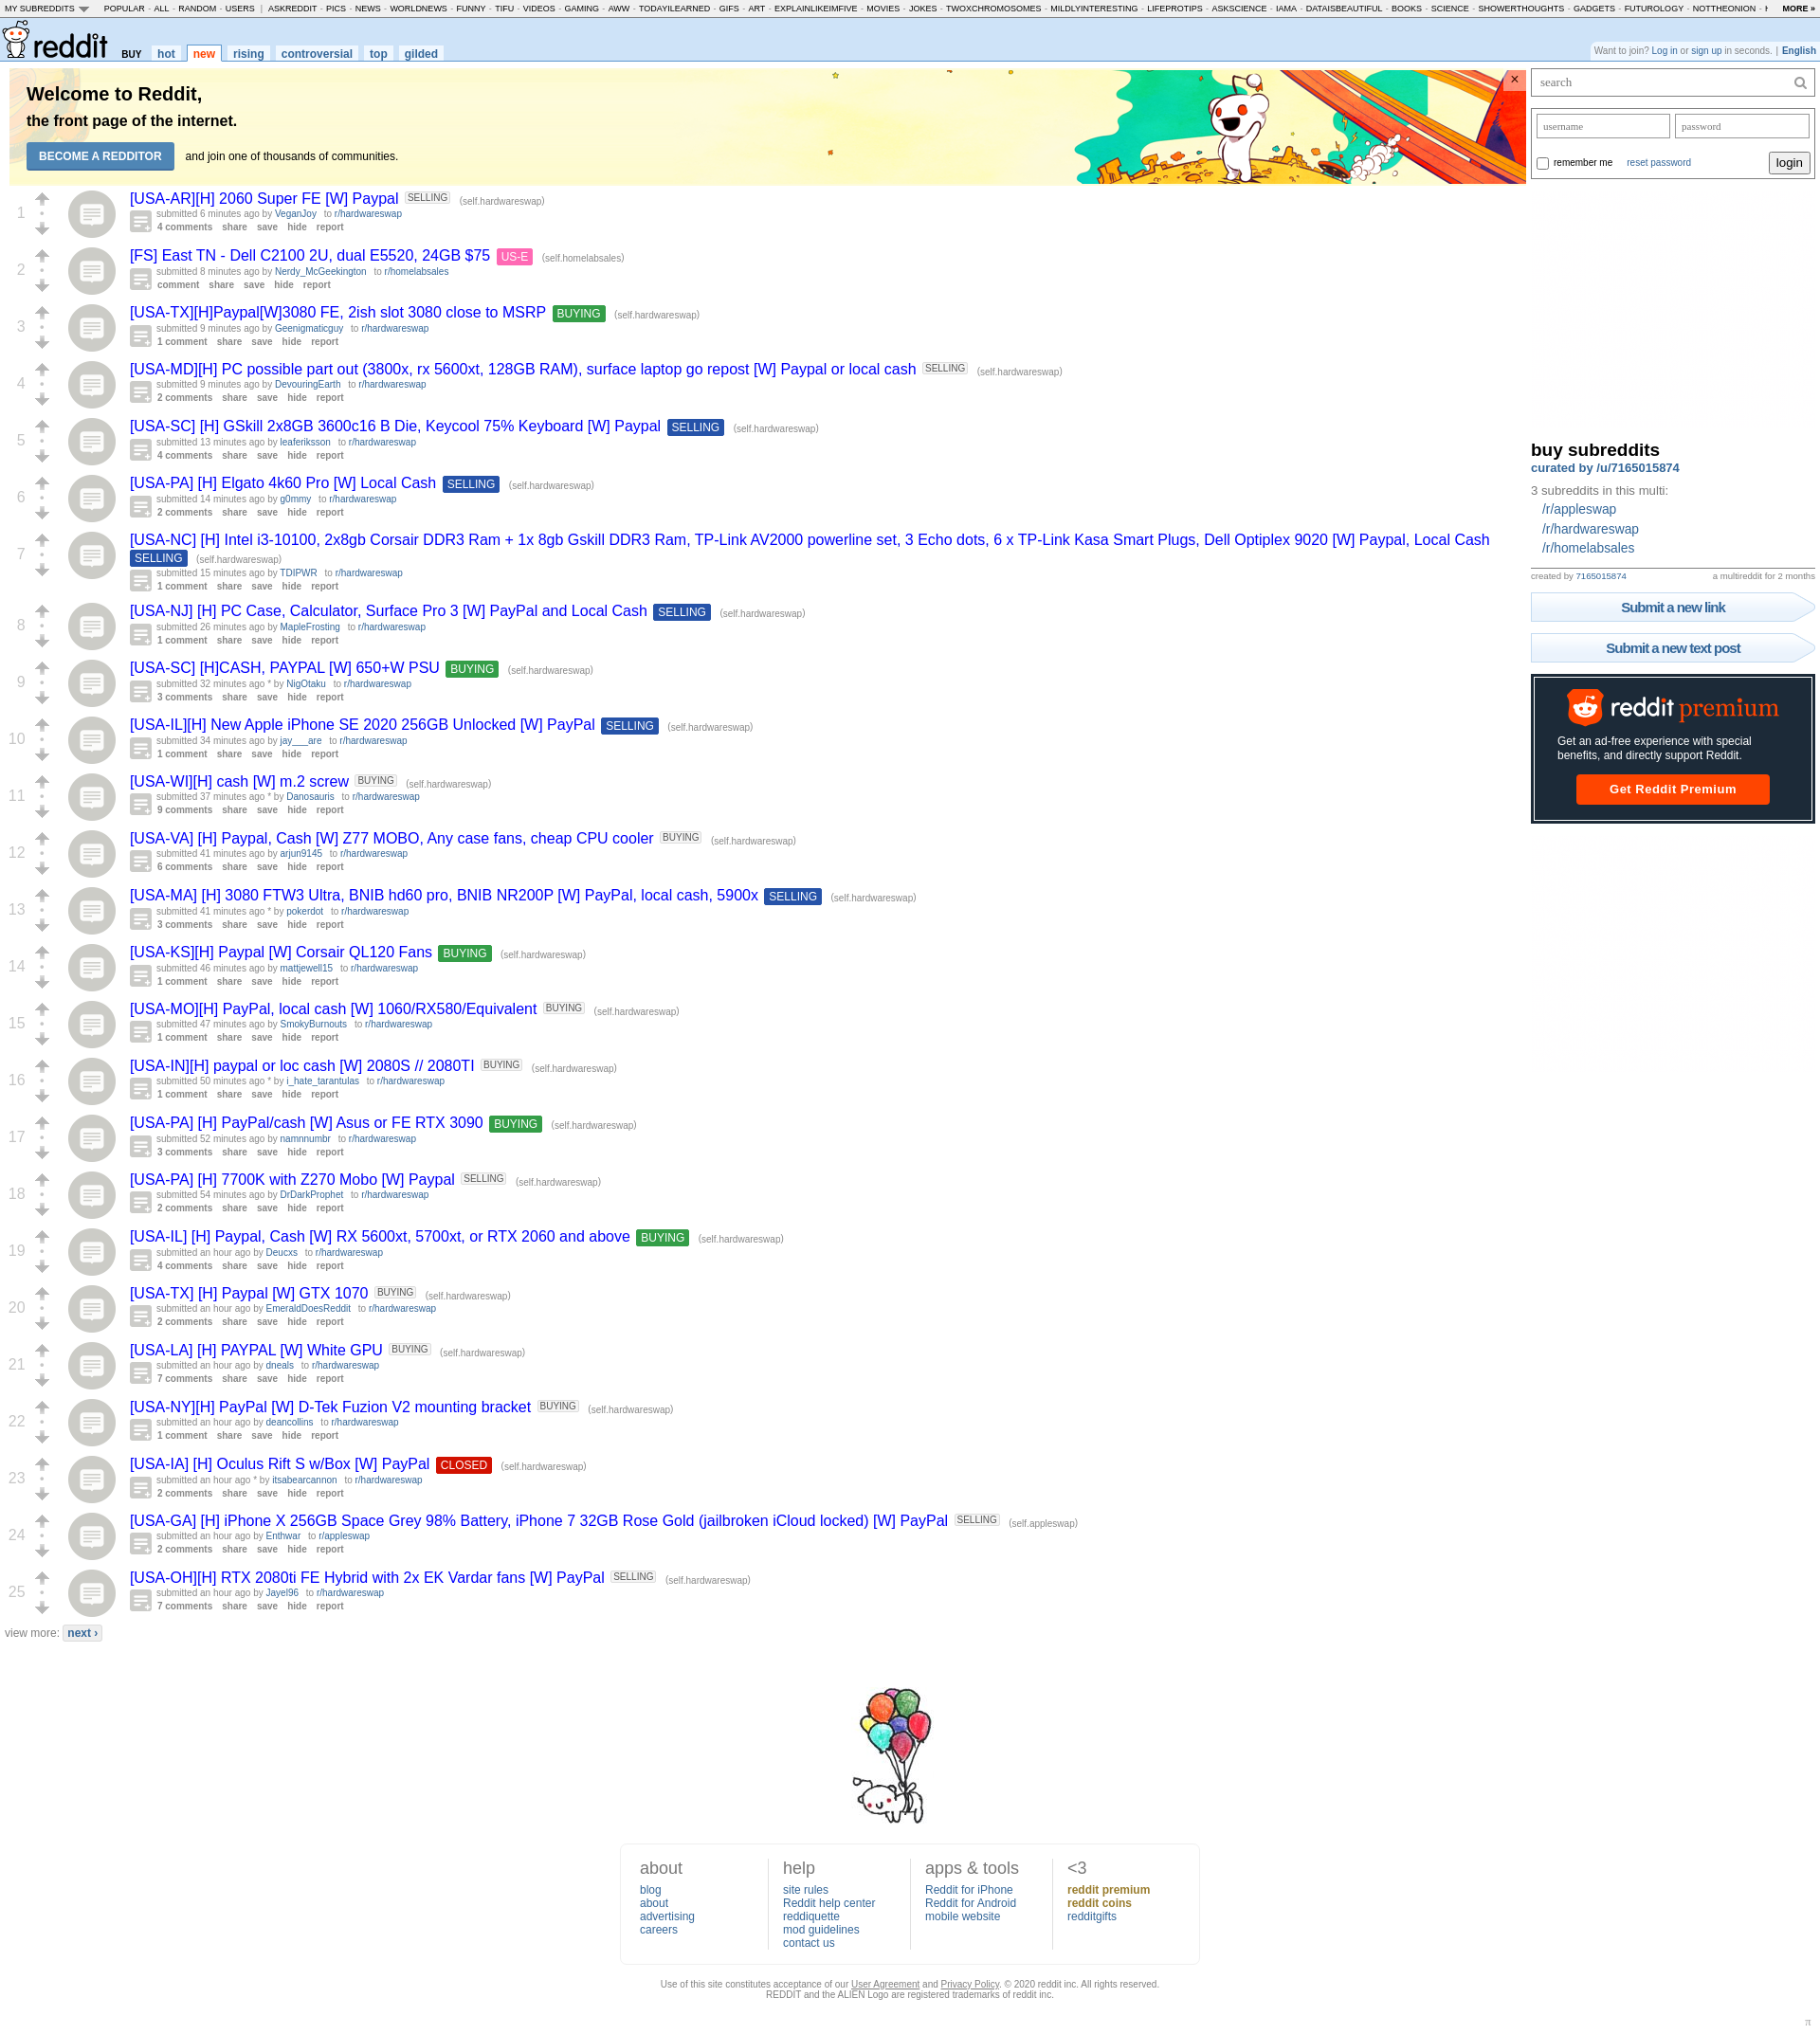 MY SUBREDDITS POPULAR - ALL - RANDOM - USERS | ASKREDDIT - PICS - NEWS - WORLDNEWS - FUNNY - TIFU - VIDEOS - GAMING - AWW - TODAYILEARNED - GIFS - ART - EXPLAINLIKEIMFIVE - MOVIES - JOKES - TWOXCHROMOSOMES - MILDLYINTERESTING - LIFEPROTIPS - ASKSCIENCE - IAMA - DATAISBEAUTIFUL - BOOKS - SCIENCE - SHOWERTHOUGHTS - GADGETS - FUTUROLOGY - NOTTHEONION - MORE »
reddit BUY hot new rising controversial top gilded
Want to join? Log in or sign up in seconds. | English
Welcome to Reddit,
the front page of the internet.
BECOME A REDDITOR and join one of thousands of communities.
×
search
username password
remember me reset password login
1 [USA-AR][H] 2060 Super FE [W] Paypal SELLING (self.hardwareswap)
submitted 6 minutes ago by VeganJoy to r/hardwareswap
4 comments share save hide report
2 [FS] East TN - Dell C2100 2U, dual E5520, 24GB $75 US-E (self.homelabsales)
submitted 8 minutes ago by Nerdy_McGeekington to r/homelabsales
comment share save hide report
3 [USA-TX][H]Paypal[W]3080 FE, 2ish slot 3080 close to MSRP BUYING (self.hardwareswap)
submitted 9 minutes ago by Geenigmaticguy to r/hardwareswap
1 comment share save hide report
4 [USA-MD][H] PC possible part out (3800x, rx 5600xt, 128GB RAM), surface laptop go repost [W] Paypal or local cash SELLING (self.hardwareswap)
submitted 9 minutes ago by DevouringEarth to r/hardwareswap
2 comments share save hide report
5 [USA-SC] [H] GSkill 2x8GB 3600c16 B Die, Keycool 75% Keyboard [W] Paypal SELLING (self.hardwareswap)
submitted 13 minutes ago by leaferiksson to r/hardwareswap
4 comments share save hide report
6 [USA-PA] [H] Elgato 4k60 Pro [W] Local Cash SELLING (self.hardwareswap)
submitted 14 minutes ago by g0mmy to r/hardwareswap
2 comments share save hide report
7 [USA-NC] [H] Intel i3-10100, 2x8gb Corsair DDR3 Ram + 1x 8gb Gskill DDR3 Ram, TP-Link AV2000 powerline set, 3 Echo dots, 6 x TP-Link Kasa Smart Plugs, Dell Optiplex 9020 [W] Paypal, Local Cash
SELLING (self.hardwareswap)
submitted 15 minutes ago by TDIPWR to r/hardwareswap
1 comment share save hide report
8 [USA-NJ] [H] PC Case, Calculator, Surface Pro 3 [W] PayPal and Local Cash SELLING (self.hardwareswap)
submitted 26 minutes ago by MapleFrosting to r/hardwareswap
1 comment share save hide report
9 [USA-SC] [H]CASH, PAYPAL [W] 650+W PSU BUYING (self.hardwareswap)
submitted 32 minutes ago * by NigOtaku to r/hardwareswap
3 comments share save hide report
10 [USA-IL][H] New Apple iPhone SE 2020 256GB Unlocked [W] PayPal SELLING (self.hardwareswap)
submitted 34 minutes ago by jay___are to r/hardwareswap
1 comment share save hide report
11 [USA-WI][H] cash [W] m.2 screw BUYING (self.hardwareswap)
submitted 37 minutes ago * by Danosauris to r/hardwareswap
9 comments share save hide report
12 [USA-VA] [H] Paypal, Cash [W] Z77 MOBO, Any case fans, cheap CPU cooler BUYING (self.hardwareswap)
submitted 41 minutes ago by arjun9145 to r/hardwareswap
6 comments share save hide report
13 [USA-MA] [H] 3080 FTW3 Ultra, BNIB hd60 pro, BNIB NR200P [W] PayPal, local cash, 5900x SELLING (self.hardwareswap)
submitted 41 minutes ago * by pokerdot to r/hardwareswap
3 comments share save hide report
14 [USA-KS][H] Paypal [W] Corsair QL120 Fans BUYING (self.hardwareswap)
submitted 46 minutes ago by mattjewell15 to r/hardwareswap
1 comment share save hide report
15 [USA-MO][H] PayPal, local cash [W] 1060/RX580/Equivalent BUYING (self.hardwareswap)
submitted 47 minutes ago by SmokyBurnouts to r/hardwareswap
1 comment share save hide report
16 [USA-IN][H] paypal or loc cash [W] 2080S // 2080TI BUYING (self.hardwareswap)
submitted 50 minutes ago * by i_hate_tarantulas to r/hardwareswap
1 comment share save hide report
17 [USA-PA] [H] PayPal/cash [W] Asus or FE RTX 3090 BUYING (self.hardwareswap)
submitted 52 minutes ago by namnnumbr to r/hardwareswap
3 comments share save hide report
18 [USA-PA] [H] 7700K with Z270 Mobo [W] Paypal SELLING (self.hardwareswap)
submitted 54 minutes ago by DrDarkProphet to r/hardwareswap
2 comments share save hide report
19 [USA-IL] [H] Paypal, Cash [W] RX 5600xt, 5700xt, or RTX 2060 and above BUYING (self.hardwareswap)
submitted an hour ago by Deucxs to r/hardwareswap
4 comments share save hide report
20 [USA-TX] [H] Paypal [W] GTX 1070 BUYING (self.hardwareswap)
submitted an hour ago by EmeraldDoesReddit to r/hardwareswap
2 comments share save hide report
21 [USA-LA] [H] PAYPAL [W] White GPU BUYING (self.hardwareswap)
submitted an hour ago by dneals to r/hardwareswap
7 comments share save hide report
22 [USA-NY][H] PayPal [W] D-Tek Fuzion V2 mounting bracket BUYING (self.hardwareswap)
submitted an hour ago by deancollins to r/hardwareswap
1 comment share save hide report
23 [USA-IA] [H] Oculus Rift S w/Box [W] PayPal CLOSED (self.hardwareswap)
submitted an hour ago * by itsabearcannon to r/hardwareswap
2 comments share save hide report
24 [USA-GA] [H] iPhone X 256GB Space Grey 98% Battery, iPhone 7 32GB Rose Gold (jailbroken iCloud locked) [W] PayPal SELLING (self.appleswap)
submitted an hour ago by Enthwar to r/appleswap
2 comments share save hide report
25 [USA-OH][H] RTX 2080ti FE Hybrid with 2x EK Vardar fans [W] PayPal SELLING (self.hardwareswap)
submitted an hour ago by Jayel96 to r/hardwareswap
7 comments share save hide report
view more: next ›
buy subreddits
curated by /u/7165015874
3 subreddits in this multi:
/r/appleswap
/r/hardwareswap
/r/homelabsales
created by 7165015874 a multireddit for 2 months
Submit a new link
Submit a new text post
reddit premium
Get an ad-free experience with special
benefits, and directly support Reddit.
Get Reddit Premium
about
blog
about
advertising
careers
help
site rules
Reddit help center
reddiquette
mod guidelines
contact us
apps & tools
Reddit for iPhone
Reddit for Android
mobile website
<3
reddit premium
reddit coins
redditgifts
Use of this site constitutes acceptance of our User Agreement and Privacy Policy. © 2020 reddit inc. All rights reserved.
REDDIT and the ALIEN Logo are registered trademarks of reddit inc.
π